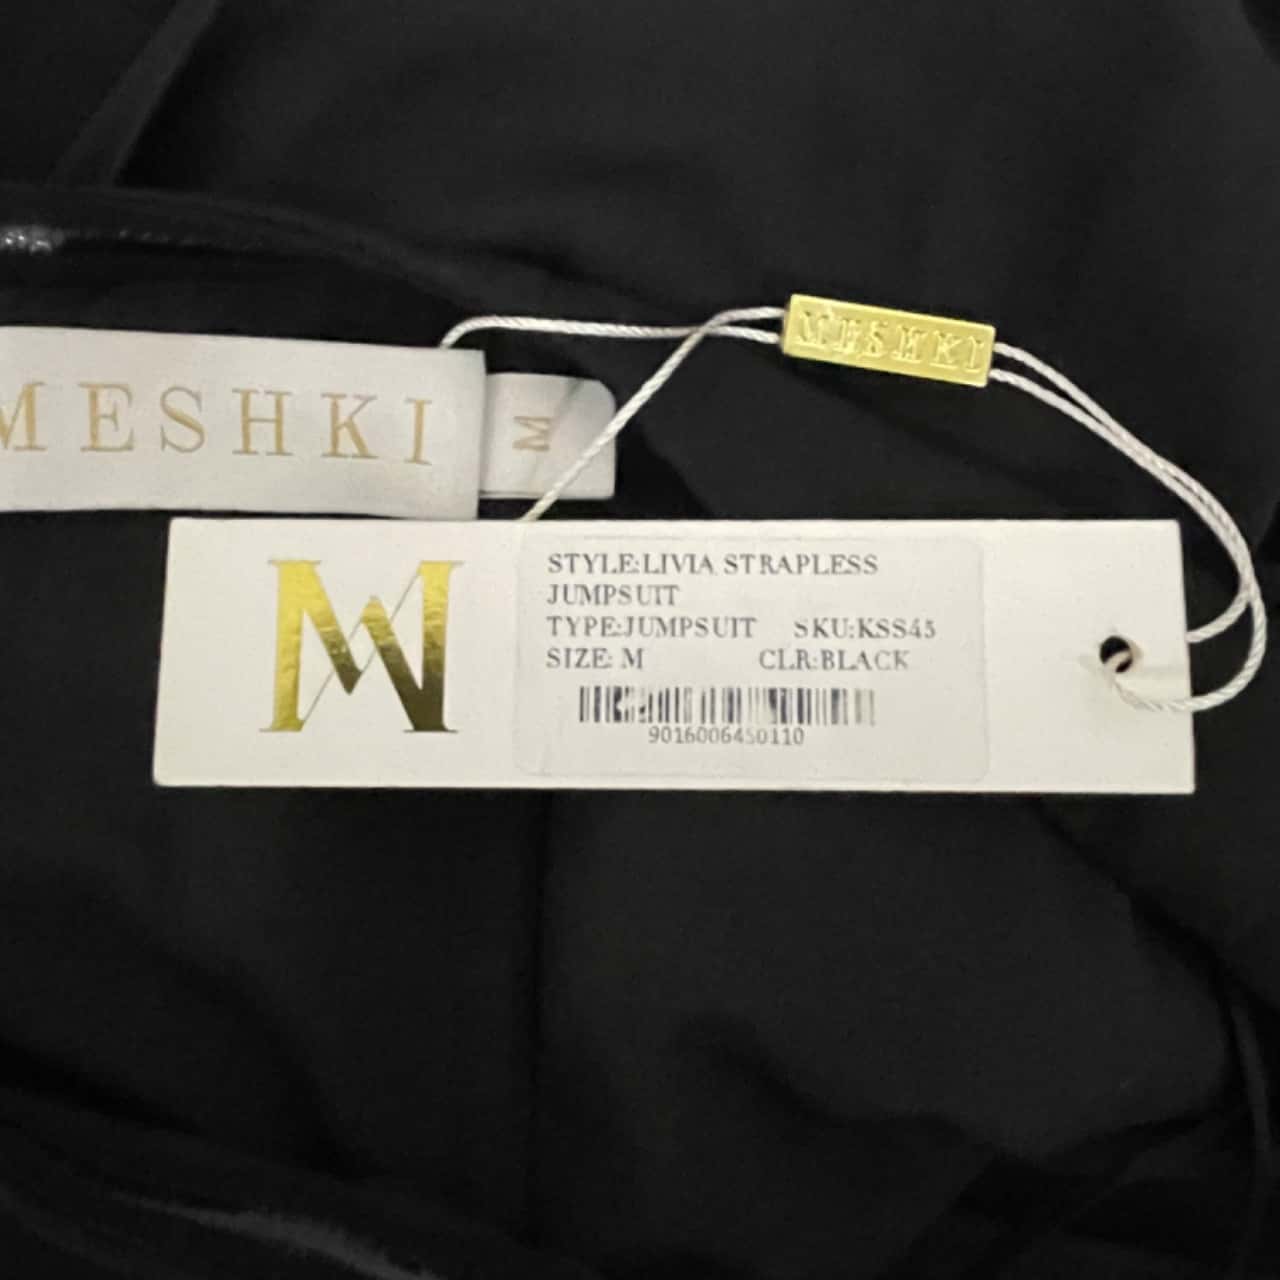 MESHKI
MESHKI
M
M
STYLE:LIVIA STRAPLESS
JUMPSUIT
TYPE:JUMPSUIT SKU:KSS45
SIZE: M CLR:BLACK
9016006450110